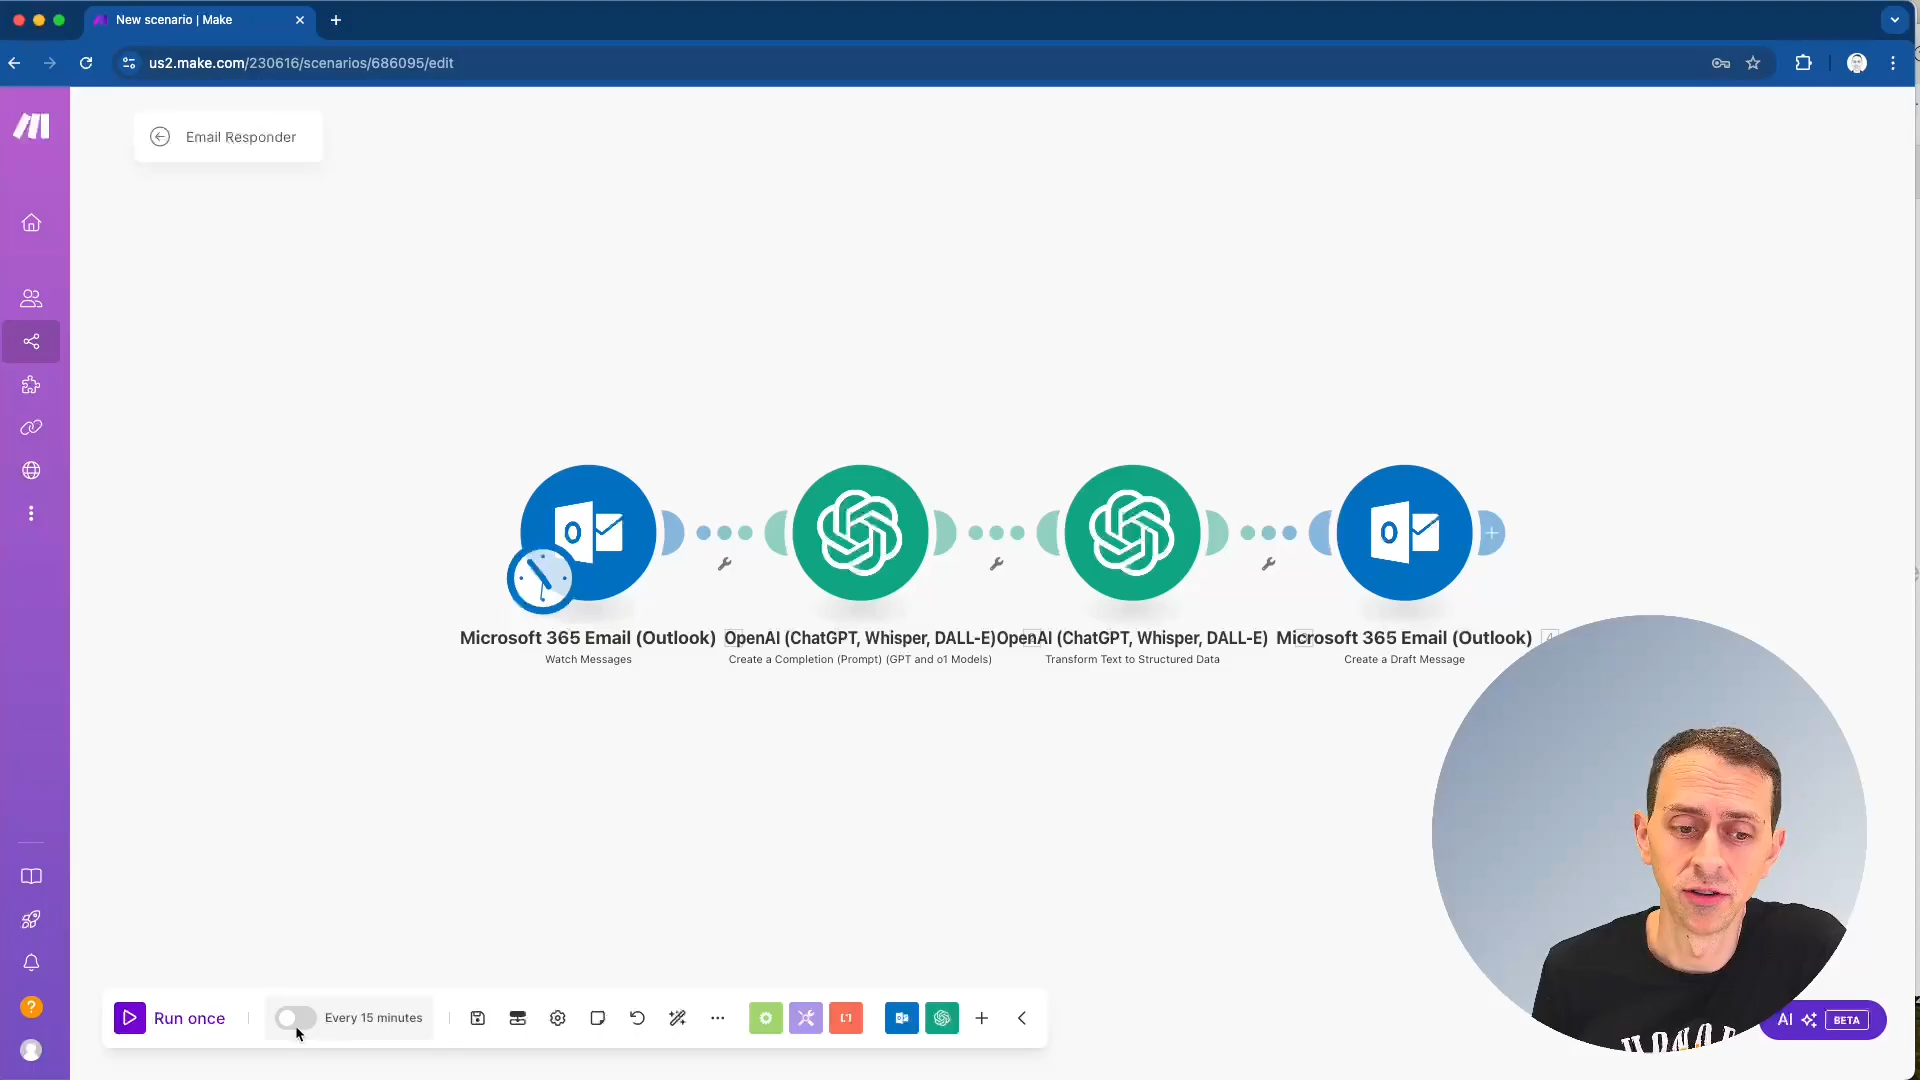 New scenario | Make
us2.make.com/230616/scenarios/686095/edit
Email Responder
Microsoft 365 Email (Outlook)
Watch Messages
OpenAI (ChatGPT, Whisper, DALL-E)
Create a Completion (Prompt) (GPT and o1 Models)
OpenAI (ChatGPT, Whisper, DALL-E)
Transform Text to Structured Data
Microsoft 365 Email (Outlook)
4
Create a Draft Message
Run once
Every 15 minutes
AI
BETA